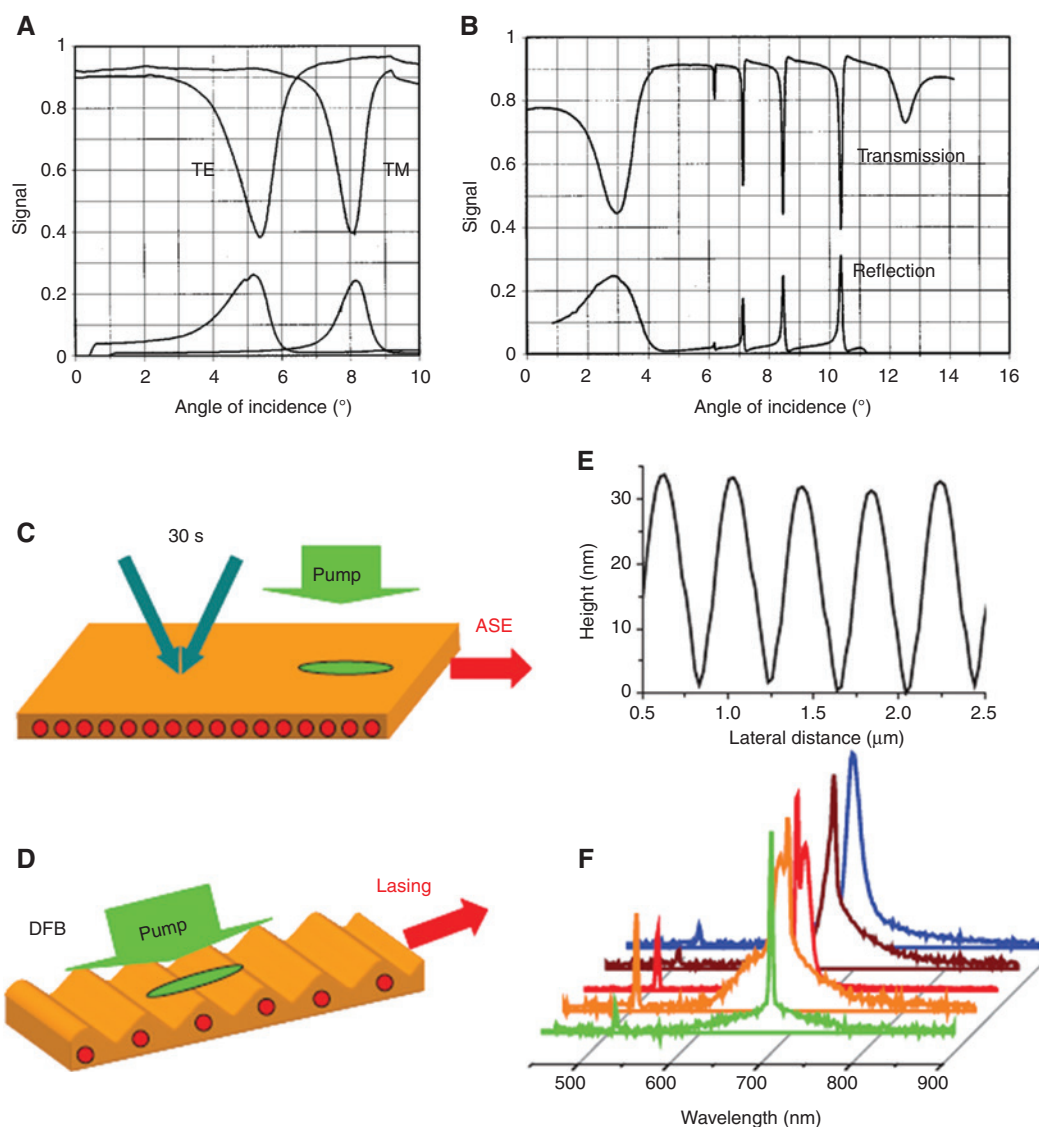 A
1
0.8
0.6
0.4
0.2
0
Signal
TE
TM
0 2 4 6 8 10
Angle of incidence (°)
B
1
0.8
0.6
0.4
0.2
0
Signal
Transmission
Reflection
0 2 4 6 8 10 12 14 16
Angle of incidence (°)
C
30 s
Pump
ASE
E
30
20
10
0
Height (nm)
0.5 1.0 1.5 2.0 2.5
Lateral distance (μm)
D
DFB
Pump
Lasing
F
500 600 700 800 900
Wavelength (nm)